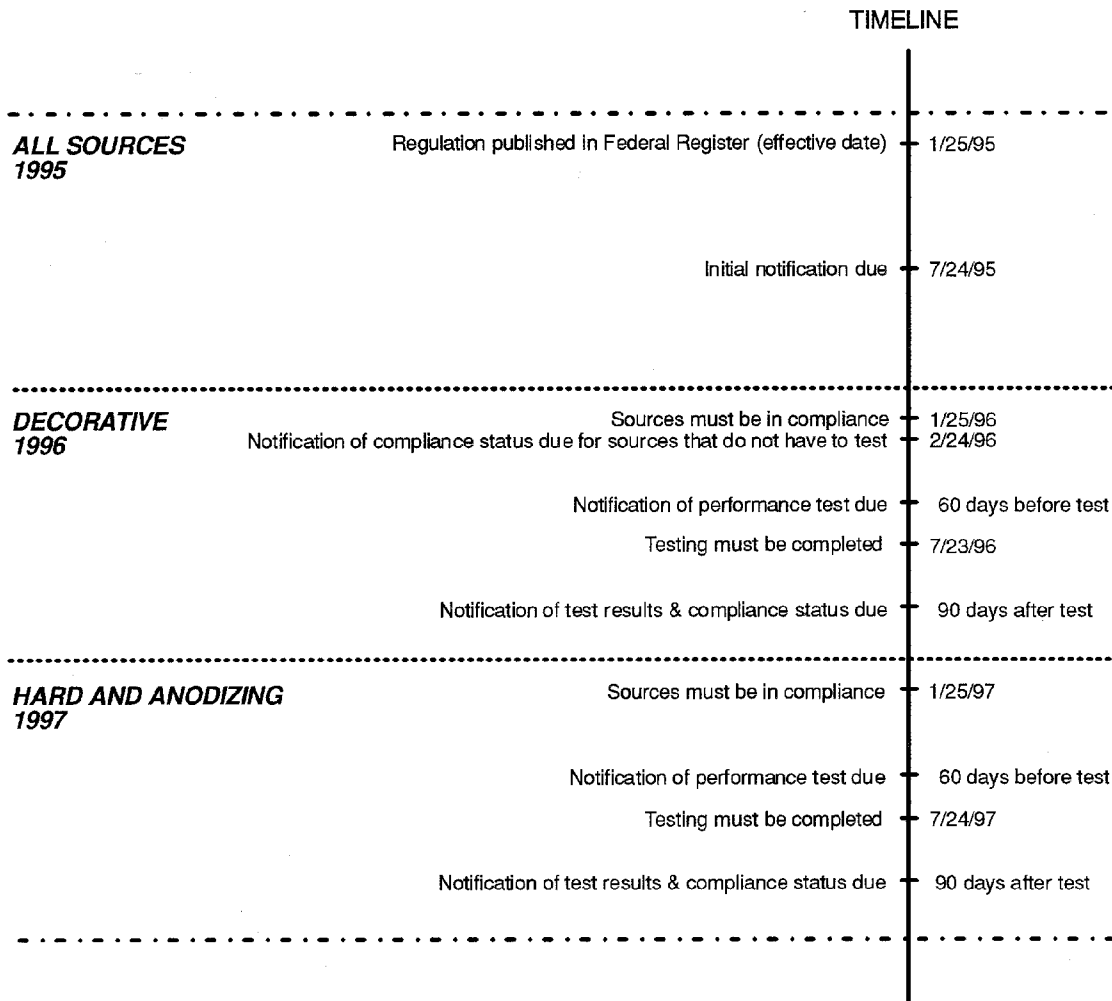 TIMELINE
ALL SOURCES
1995
Regulation published in Federal Register (effective date) 1/25/95
Initial notification due 7/24/95
DECORATIVE
1996
Sources must be in compliance 1/25/96
Notification of compliance status due for sources that do not have to test 2/24/96
Notification of performance test due 60 days before test
Testing must be completed 7/23/96
Notification of test results & compliance status due 90 days after test
HARD AND ANODIZING
1997
Sources must be in compliance 1/25/97
Notification of performance test due 60 days before test
Testing must be completed 7/24/97
Notification of test results & compliance status due 90 days after test